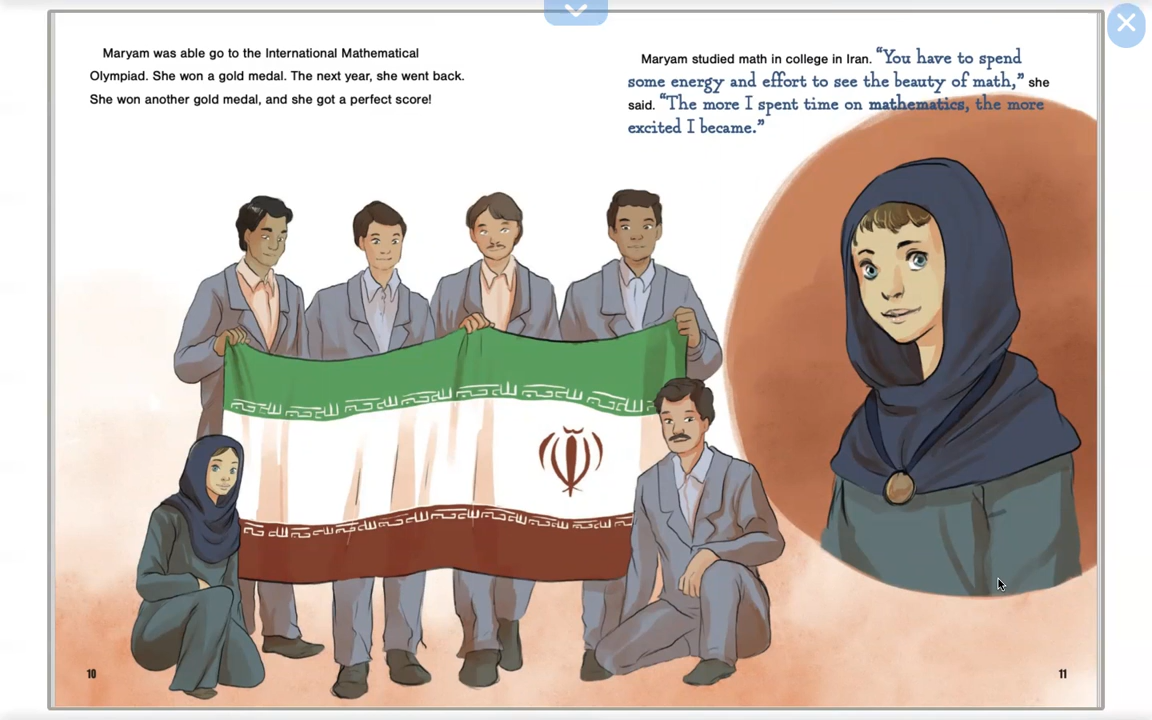 Maryam was able go to the International Mathematical
Olympiad. She won a gold medal. The next year, she went back.
She won another gold medal, and she got a perfect score!
Maryam studied math in college in Iran. “You have to spend
some energy and effort to see the beauty of math,” she
said. “The more I spent time on mathematics, the more
excited I became.”
10
11